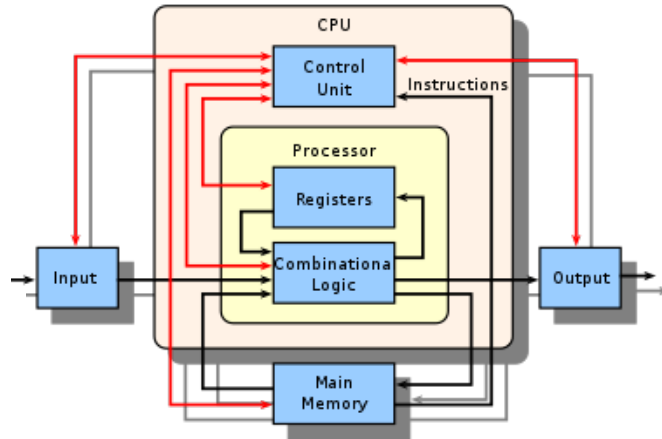 CPU
Control
Unit
Instructions
Processor
Registers
Input
Combinationa
Logic
Output
Main
Memory